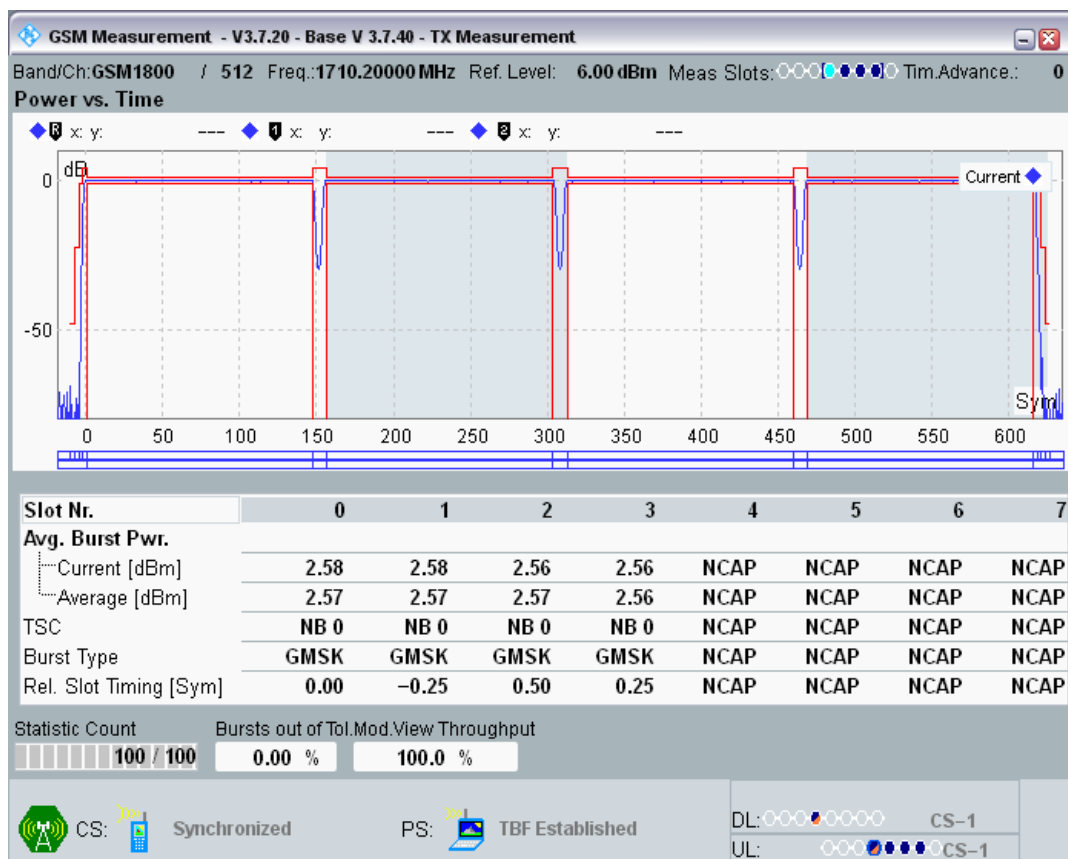 GSM Measurement - V3.7.20 - Base V 3.7.40 - TX Measurement
Band/Ch:GSM1800 / 512 Freq.:1710.20000 MHz Ref. Level: 6.00 dBm Meas Slots: Tim.Advance.: 0
Power vs. Time
R x: y: --- 1 x: y: --- 2 x: y: ---
dB
Current
0
-50
Sym
0 50 100 150 200 250 300 350 400 450 500 550 600
Slot Nr. 0 1 2 3 4 5 6 7
Avg. Burst Pwr.
Current [dBm] 2.58 2.58 2.56 2.56 NCAP NCAP NCAP NCAP
Average [dBm] 2.57 2.57 2.57 2.56 NCAP NCAP NCAP NCAP
TSC NB 0 NB 0 NB 0 NB 0 NCAP NCAP NCAP NCAP
Burst Type GMSK GMSK GMSK GMSK NCAP NCAP NCAP NCAP
Rel. Slot Timing [Sym] 0.00 −0.25 0.50 0.25 NCAP NCAP NCAP NCAP
Statistic Count Bursts out of Tol. Mod.View Throughput
100 / 100 0.00 % 100.0 %
CS: Synchronized PS: TBF Established DL: CS−1
UL: CS−1